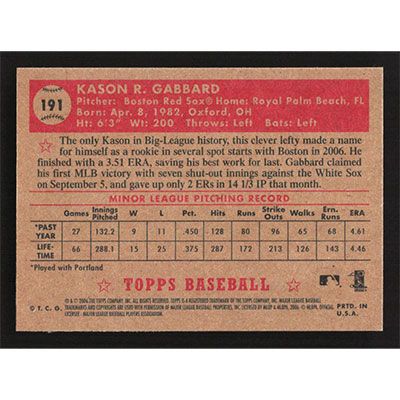 191
KASON R. GABBARD
Pitcher: Boston Red Sox® Home: Royal Palm Beach, FL
Born: Apr. 8, 1982, Oxford, OH
Ht: 6'3" Wt: 200 Throws: Left Bats: Left
The only Kason in Big-League history, this clever lefty made a name
for himself as a rookie in several spot starts with Boston in 2006. He
finished with a 3.51 ERA, saving his best work for last. Gabbard claimed
his first MLB victory with seven shut-out innings against the White Sox
on September 5, and gave up only 2 ERs in 14 1/3 IP that month.
MINOR LEAGUE PITCHING RECORD
Games Innings Pitched W L Pct. Hits Runs Strike Outs Walks Ern. Runs ERA
*PAST YEAR 27 132.2 9 11 .450 128 80 96 65 68 4.61
LIFE-TIME 66 288.1 15 25 .375 287 172 201 126 143 4.46
*Played with Portland
TOPPS BASEBALL
© T. C. G.
PRTD. IN
U.S.A.